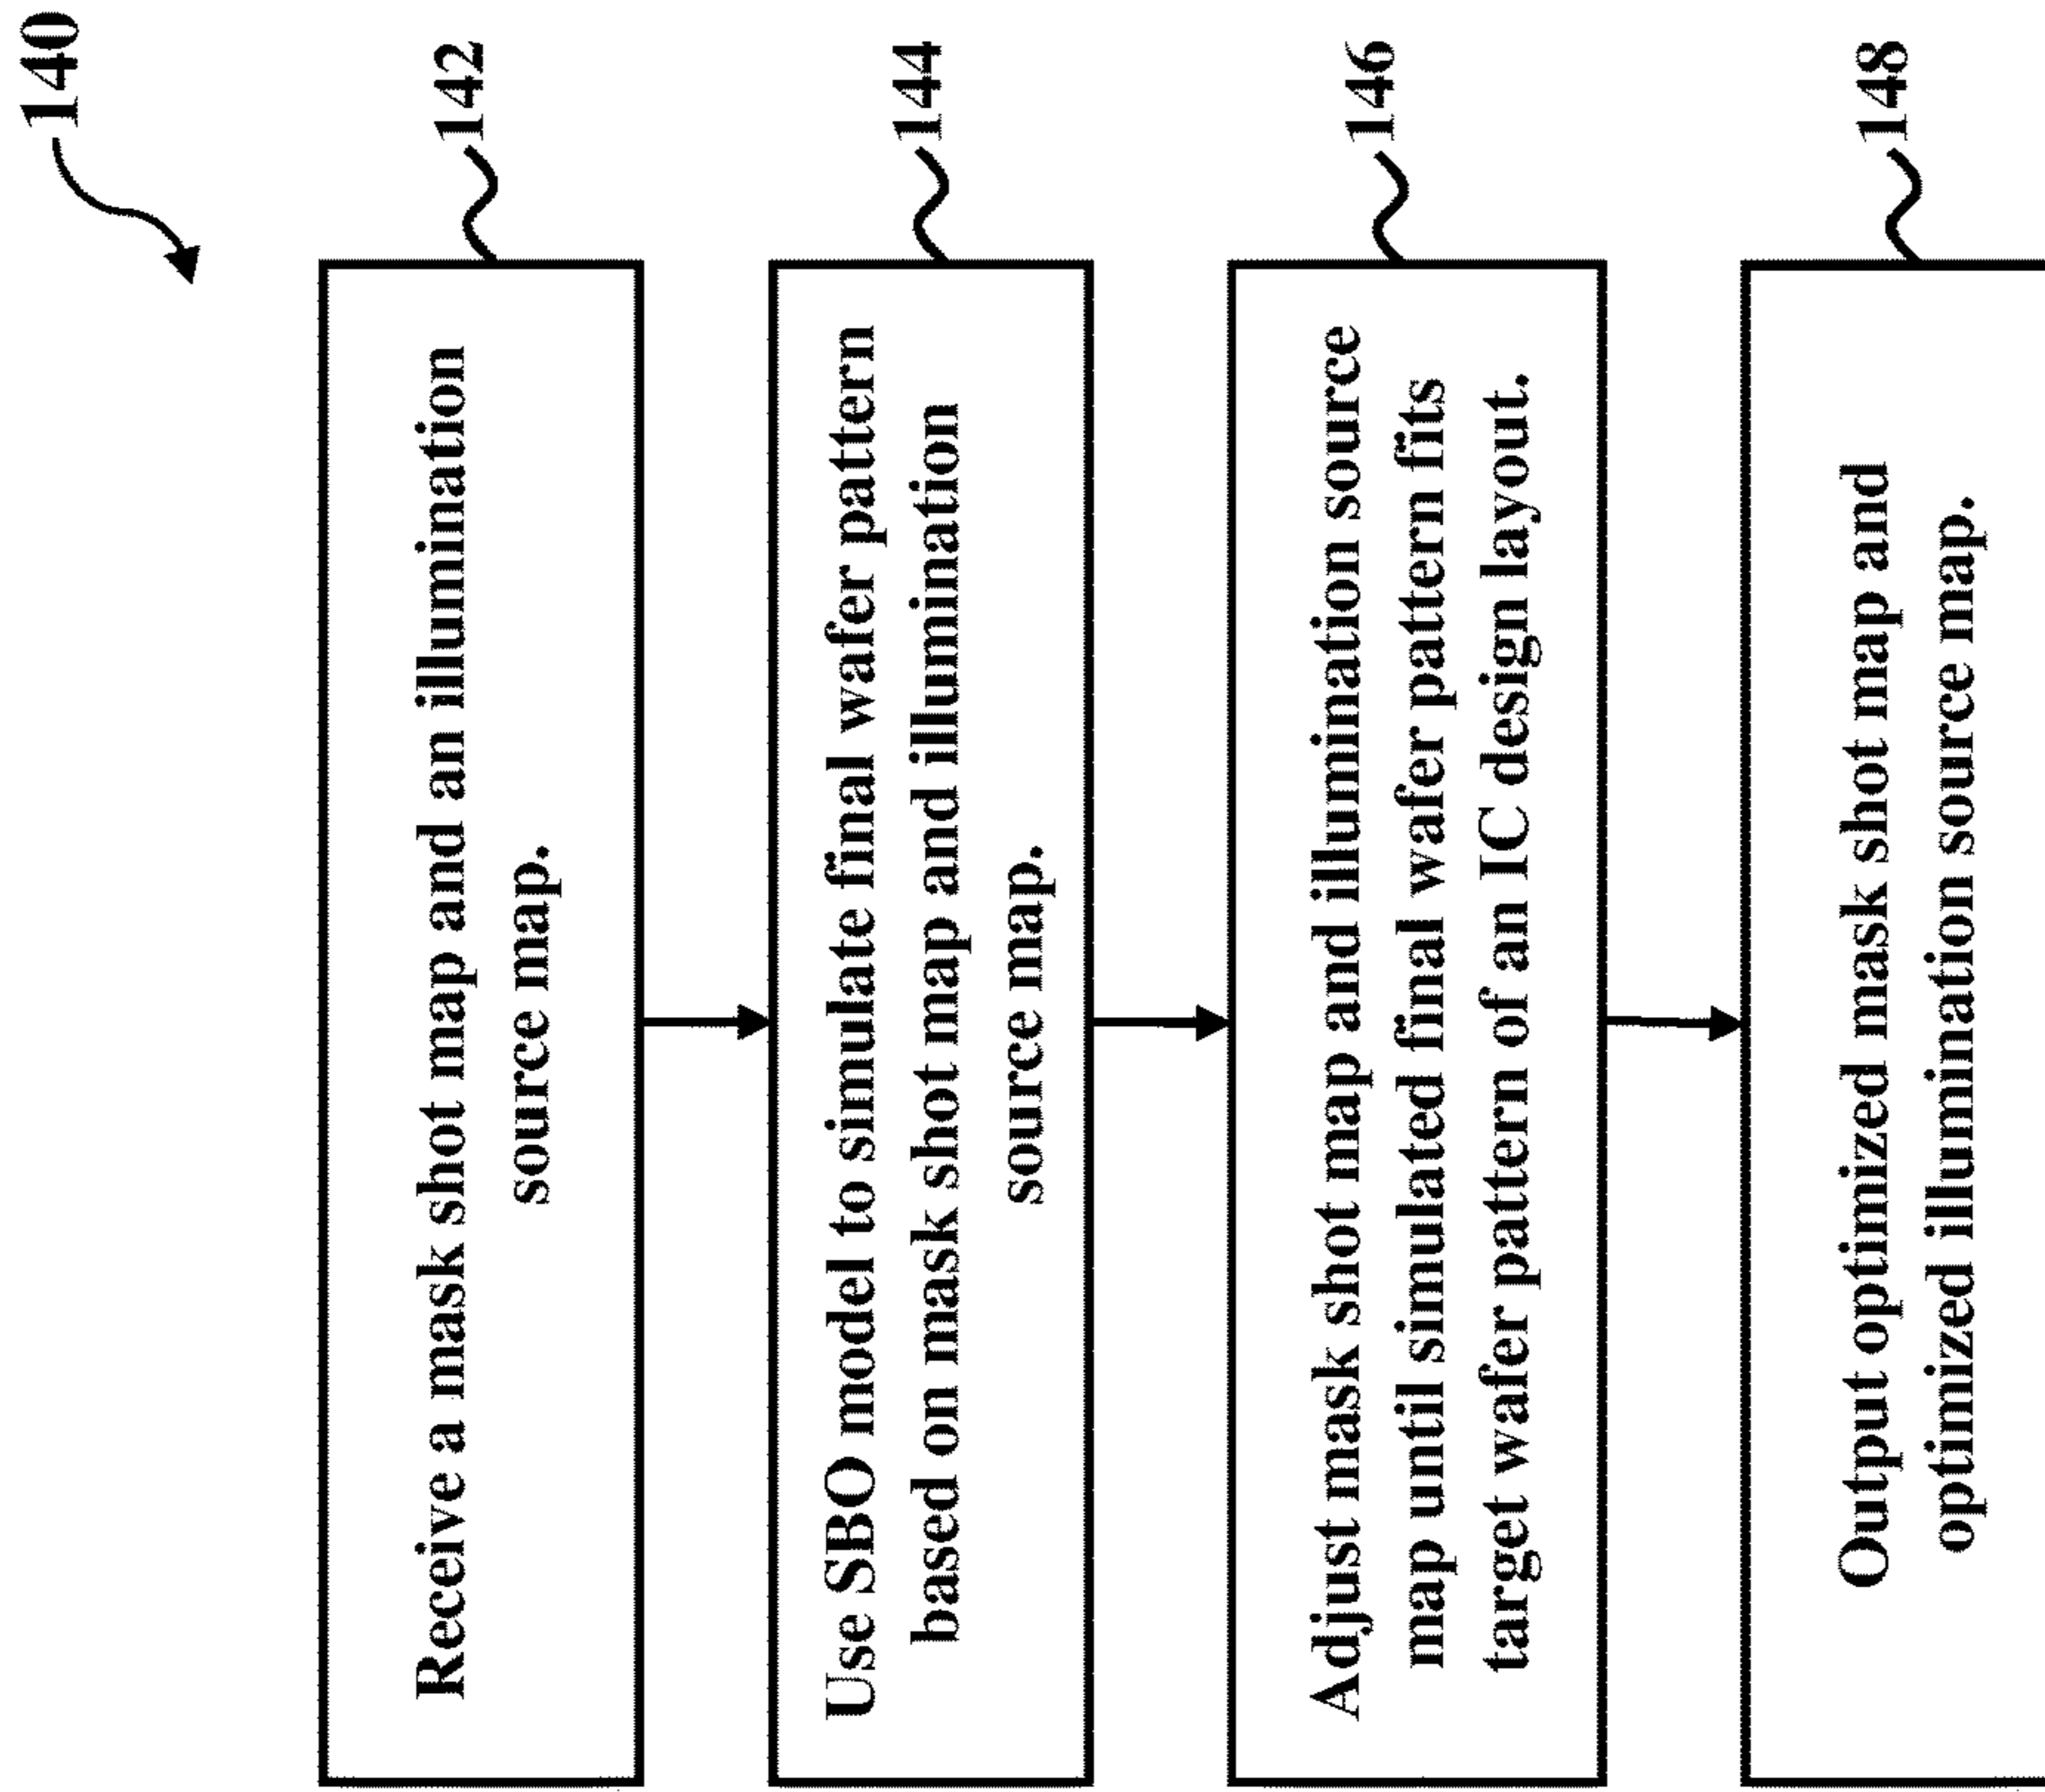 140
142
Receive a mask shot map and an illumination
source map.
144
Use SBO model to simulate final wafer pattern
based on mask shot map and illumination
source map.
146
Adjust mask shot map and illumination source
map until simulated final wafer pattern fits
target wafer pattern of an IC design layout.
148
Output optimized mask shot map and
optimized illumination source map.